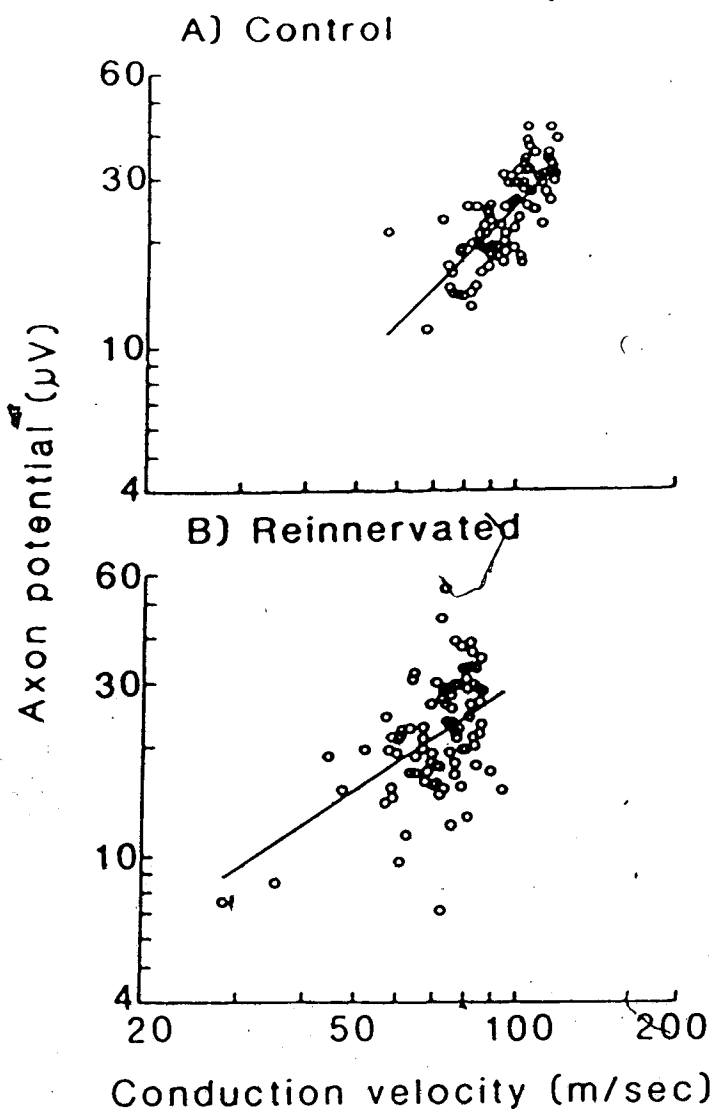 A) Control
60
30
10
4
B) Reinnervated
60
30
10
4
20 50 100 200
Axon potential (µV)
Conduction velocity (m/sec)